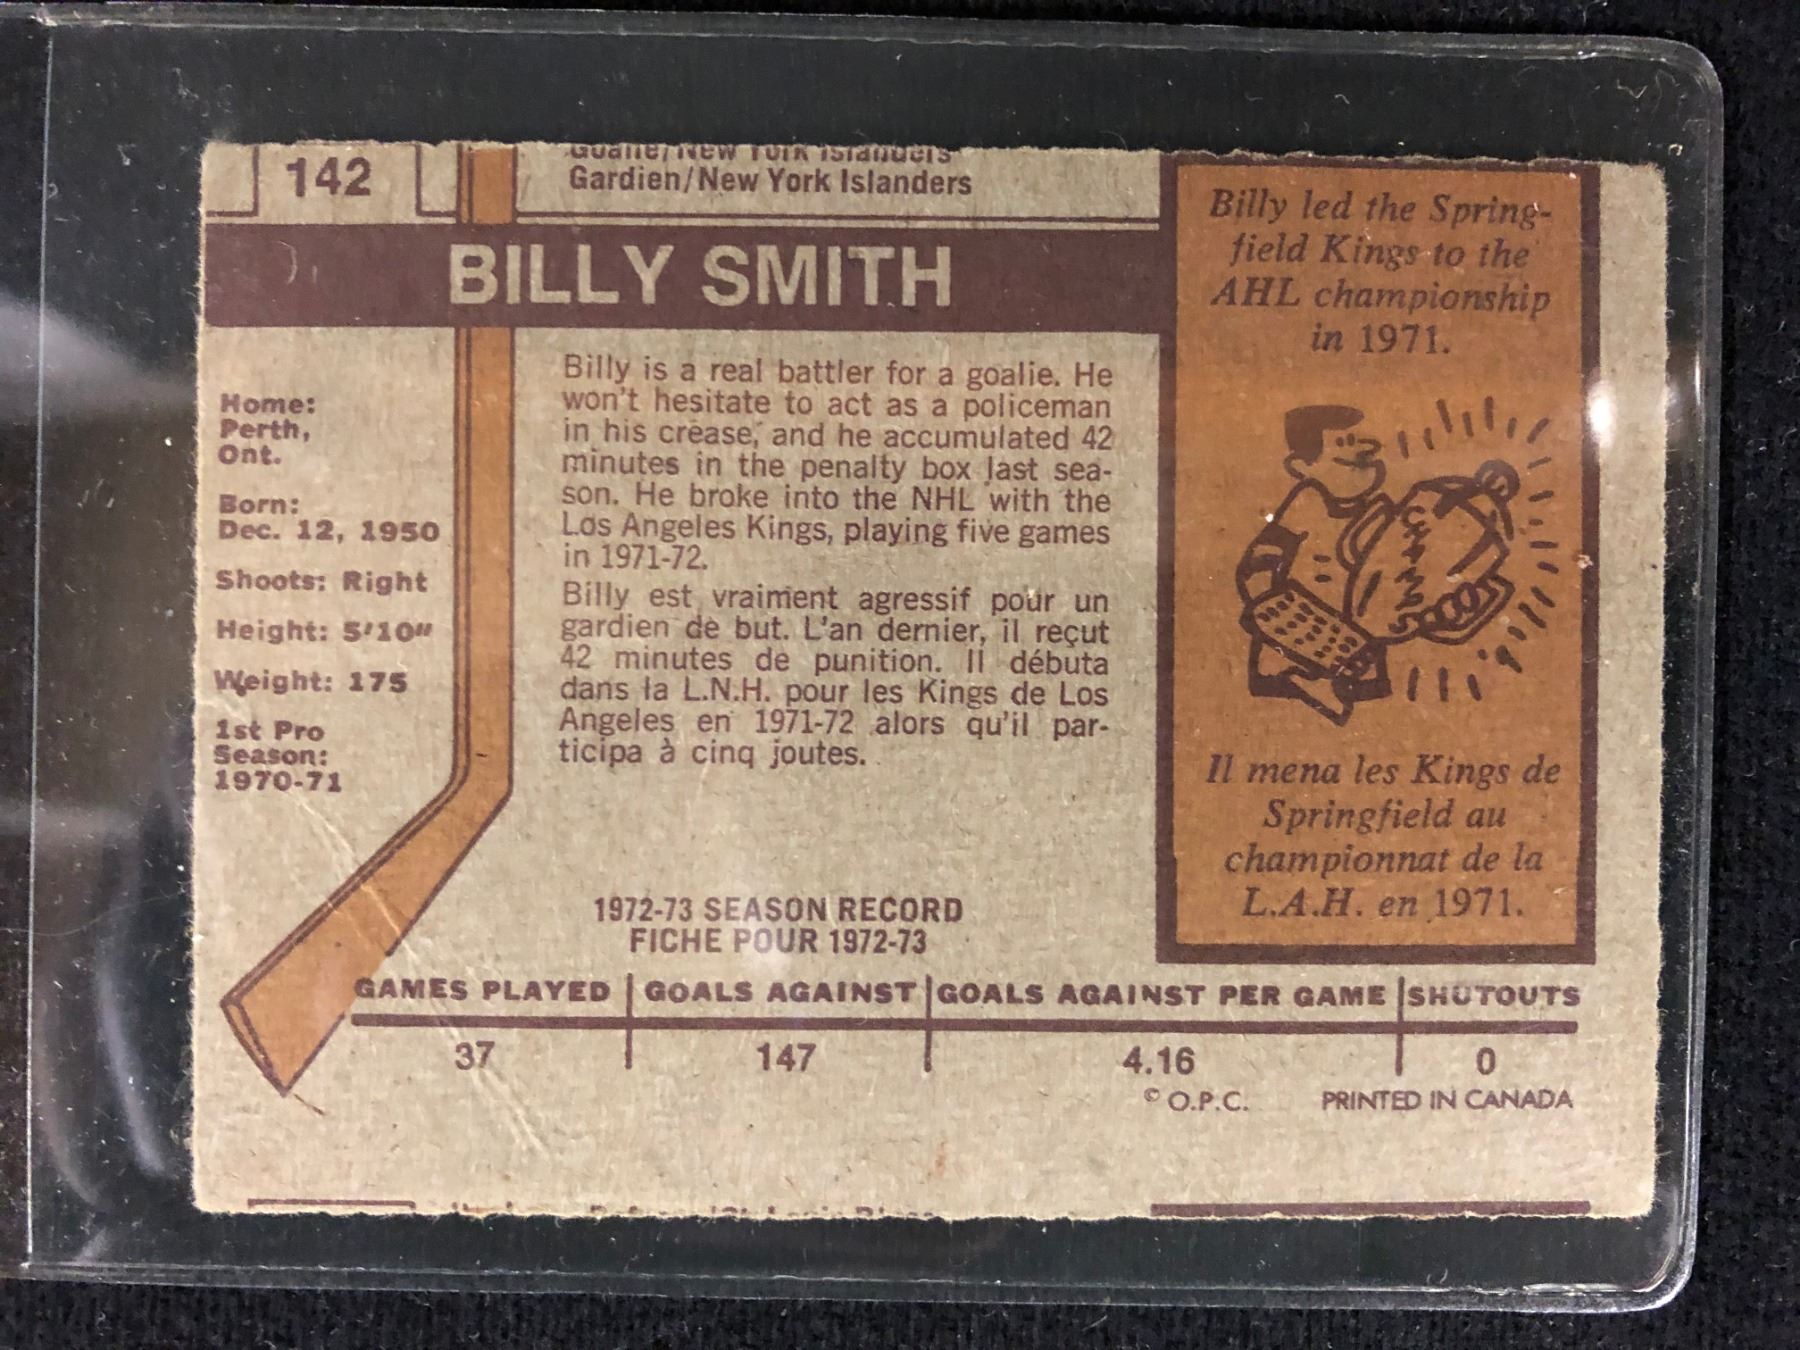 142
Goalie/New York Islanders
Gardien/New York Islanders
BILLY SMITH
Home:
Perth,
Ont.
Born:
Dec. 12, 1950
Shoots: Right
Height: 5'10"
Weight: 175
1st Pro
Season:
1970-71
Billy is a real battler for a goalie. He
won't hesitate to act as a policeman
in his crease, and he accumulated 42
minutes in the penalty box last sea-
son. He broke into the NHL with the
Los Angeles Kings, playing five games
in 1971-72.
Billy est vraiment agressif pour un
gardien de but. L'an dernier, il reçut
42 minutes de punition. Il débuta
dans la L.N.H. pour les Kings de Los
Angeles en 1971-72 alors qu'il par-
ticipa à cinq joutes.
Billy led the Spring-
field Kings to the
AHL championship
in 1971.
Il mena les Kings de
Springfield au
championnat de la
L.A.H. en 1971.
1972-73 SEASON RECORD
FICHE POUR 1972-73
GAMES PLAYED GOALS AGAINST GOALS AGAINST PER GAME SHUTOUTS
37 147 4.16 0
© O.P.C. PRINTED IN CANADA